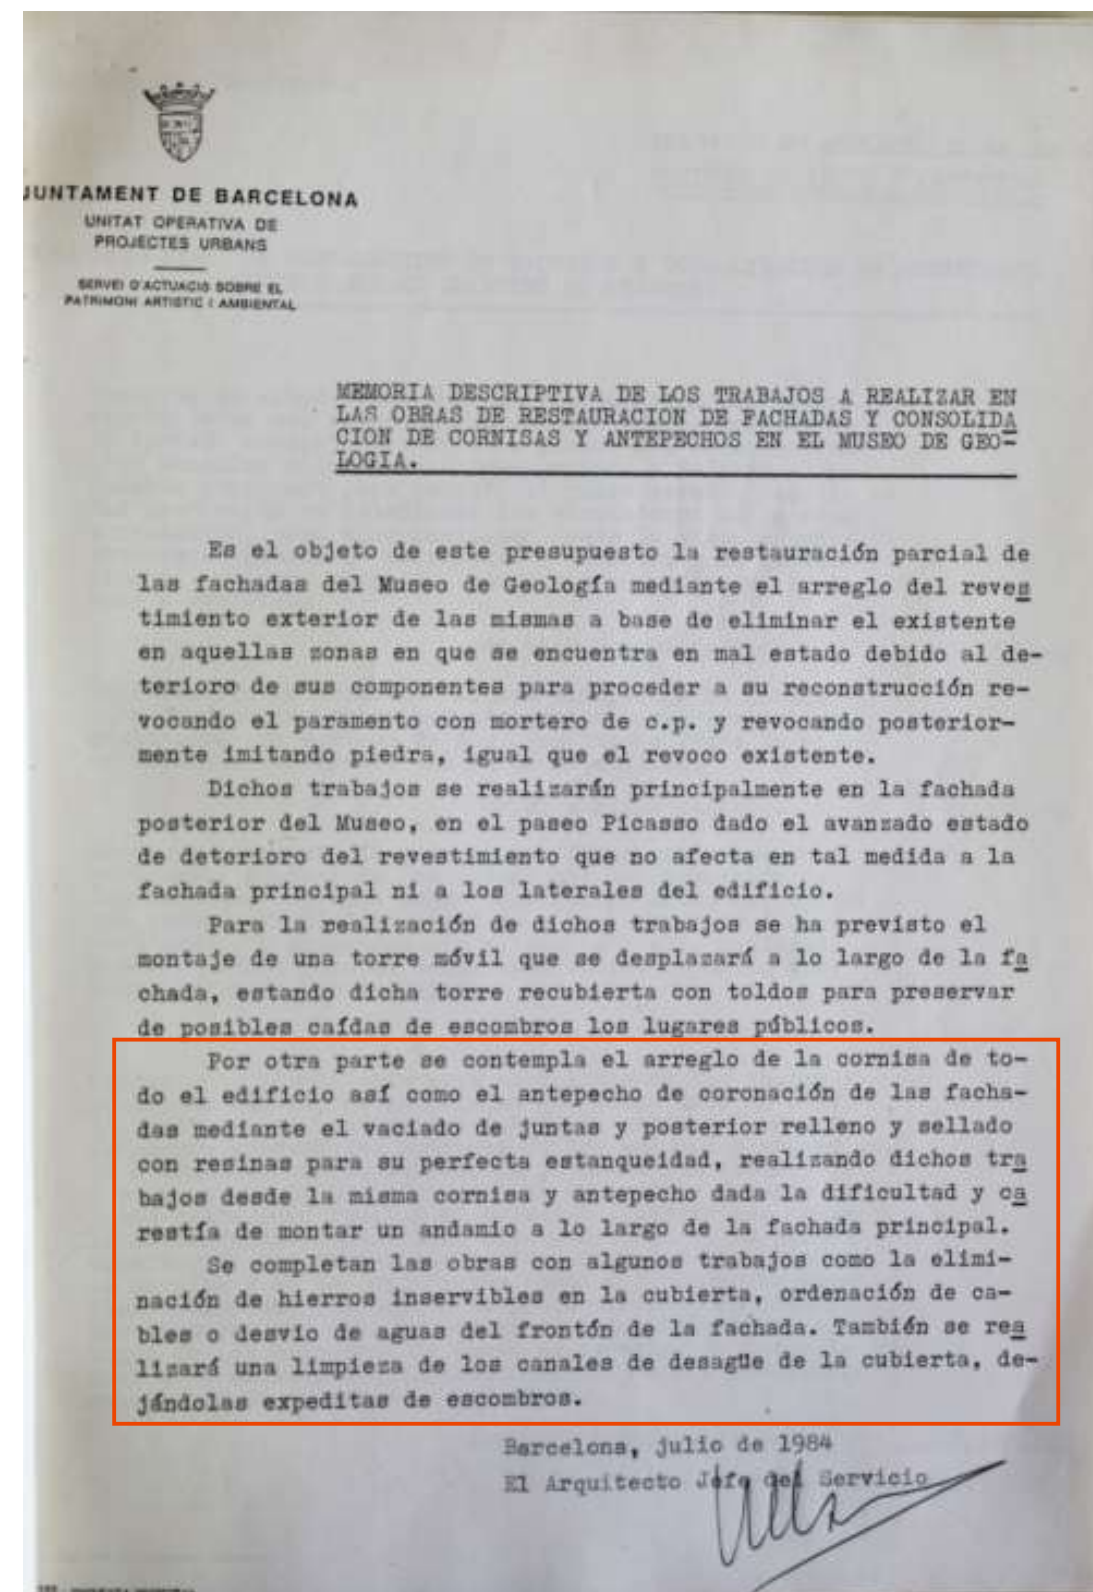 JUNTAMENT DE BARCELONA
UNITAT OPERATIVA DE
PROJECTES URBANS
SERVEI D'ACTUACIO SOBRE EL
PATRIMONI ARTISTIC I AMBIENTAL
MEMORIA DESCRIPTIVA DE LOS TRABAJOS A REALIZAR EN
LAS OBRAS DE RESTAURACION DE FACHADAS Y CONSOLIDA
CION DE CORNISAS Y ANTEPECHOS EN EL MUSEO DE GEO-
LOGIA.
Es el objeto de este presupuesto la restauración parcial de
las fachadas del Museo de Geología mediante el arreglo del reves
timiento exterior de las mismas a base de eliminar el existente
en aquellas zonas en que se encuentra en mal estado debido al de-
terioro de sus componentes para proceder a su reconstrucción re-
vocando el paramento con mortero de c.p. y revocando posterior-
mente imitando piedra, igual que el revoco existente.
Dichos trabajos se realizarán principalmente en la fachada
posterior del Museo, en el paseo Picasso dado el avanzado estado
de deterioro del revestimiento que no afecta en tal medida a la
fachada principal ni a los laterales del edificio.
Para la realización de dichos trabajos se ha previsto el
montaje de una torre móvil que se desplazará a lo largo de la fa
chada, estando dicha torre recubierta con toldos para preservar
de posibles caídas de escombros los lugares públicos.
Por otra parte se contempla el arreglo de la cornisa de to-
do el edificio así como el antepecho de coronación de las facha-
das mediante el vaciado de juntas y posterior relleno y sellado
con resinas para su perfecta estanqueidad, realizando dichos tra
bajos desde la misma cornisa y antepecho dada la dificultad y ca
restía de montar un andamio a lo largo de la fachada principal.
Se completan las obras con algunos trabajos como la elimi-
nación de hierros inservibles en la cubierta, ordenación de ca-
bles o desvio de aguas del frontón de la fachada. También se rea
lizará una limpieza de los canales de desagüe de la cubierta, de-
jándolas expeditas de escombros.
Barcelona, julio de 1984
El Arquitecto Jefe del Servicio